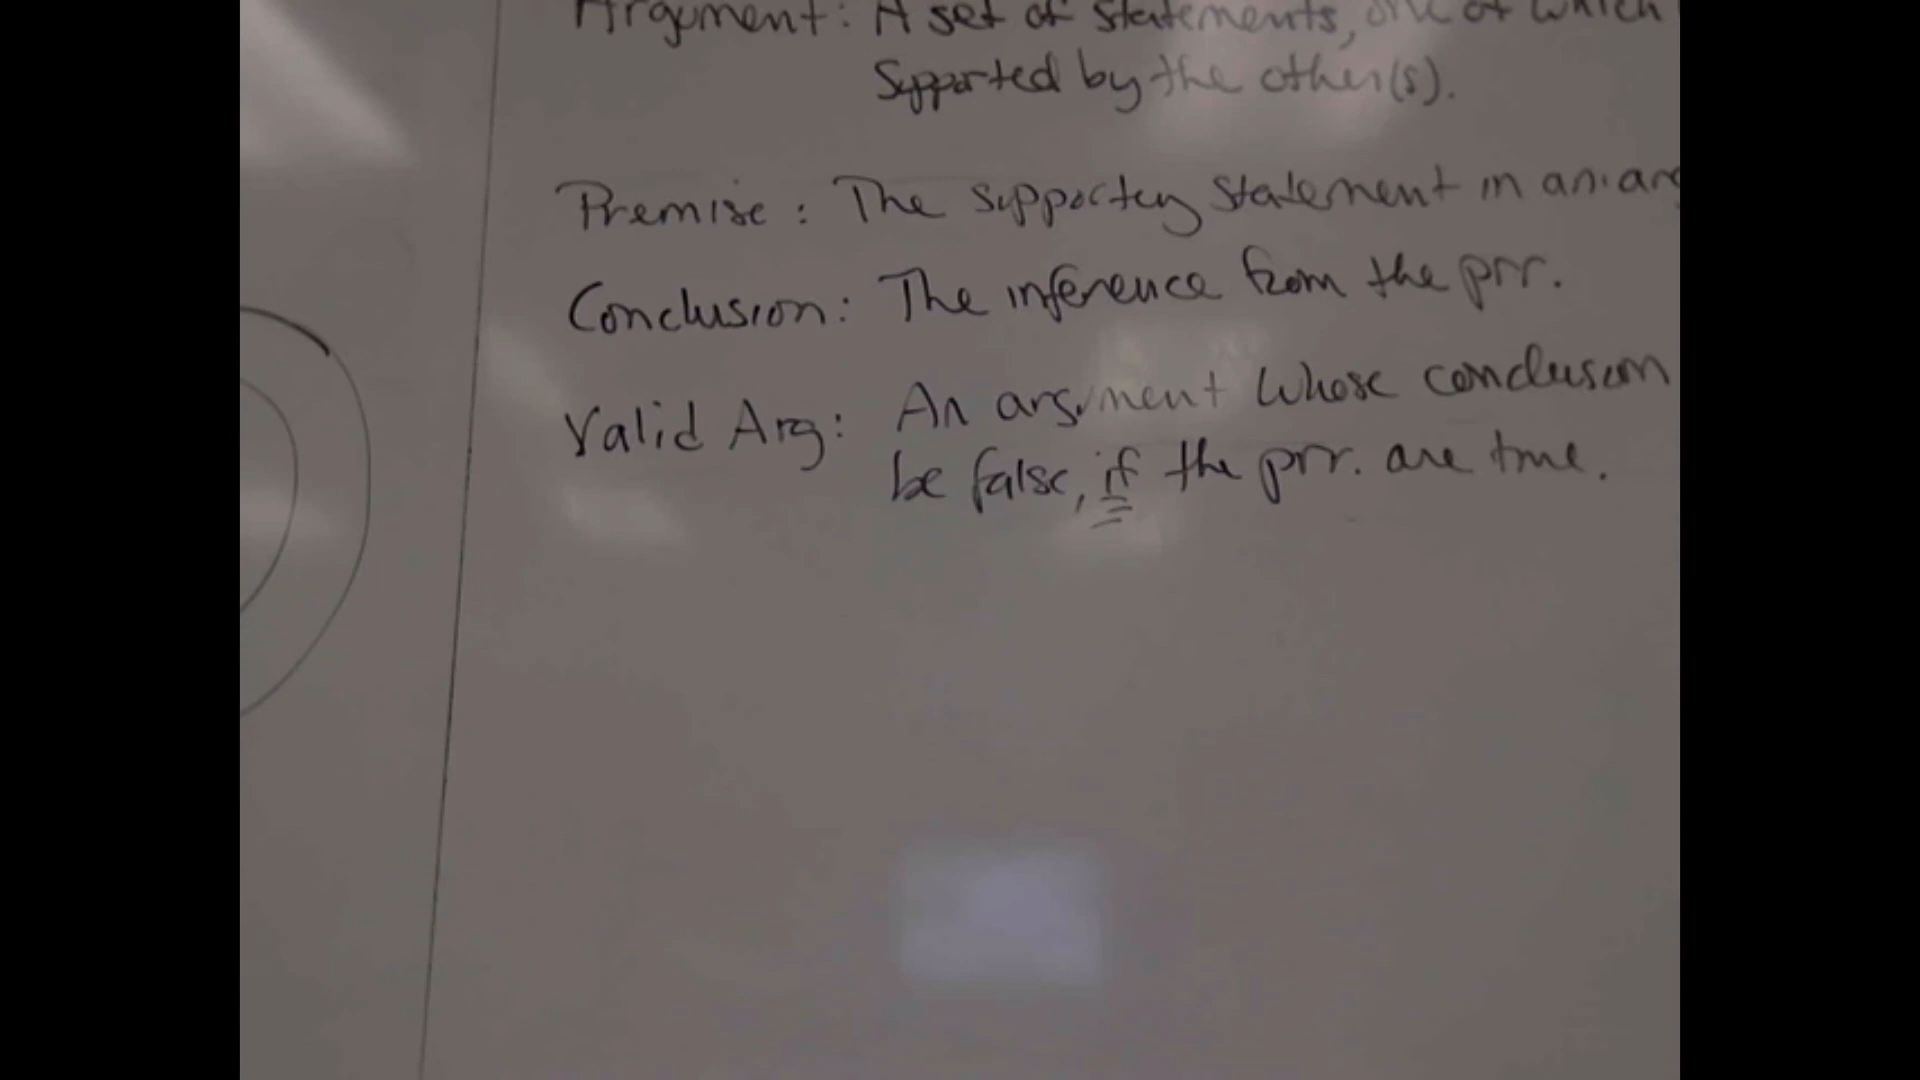 Argument: A set of statements, one of which
Supported by the other(s).
Premise: The supporting statement in an arg
Conclusion: The inference from the prr.
Valid Arg: An argument whose conclusion
be false, if the prr. are true.